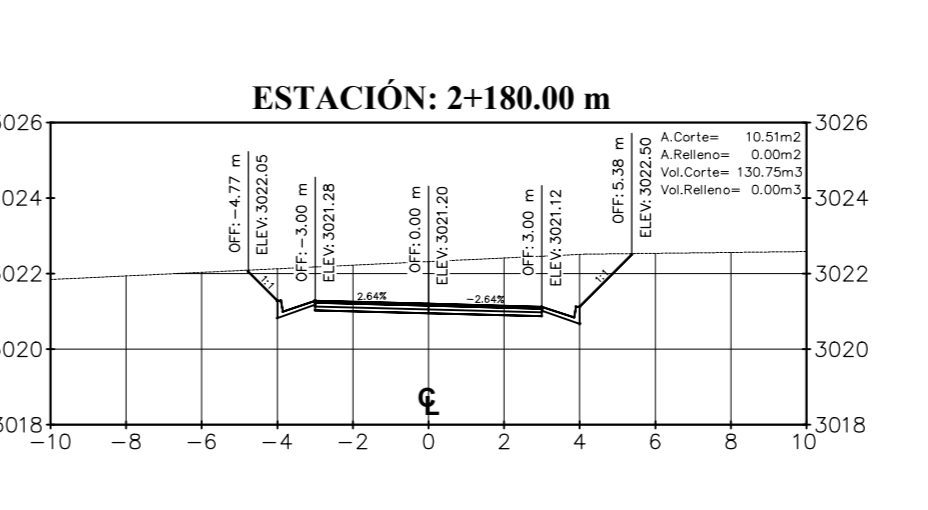 ESTACIÓN: 2+180.00 m
3026
3026
A.Corte= 10.51m2
A.Relleno= 0.00m2
Vol.Corte= 130.75m3
Vol.Relleno= 0.00m3
OFF: -4.77 m
ELEV: 3022.05
OFF: -3.00 m
ELEV: 3021.28
OFF: 0.00 m
ELEV: 3021.20
OFF: 3.00 m
ELEV: 3021.12
OFF: 5.38 m
ELEV: 3022.50
3024
3024
3022
3022
1:1
1:1
2.64%
-2.64%
3020
3020
CL
3018
3018
-10 -8 -6 -4 -2 0 2 4 6 8 10